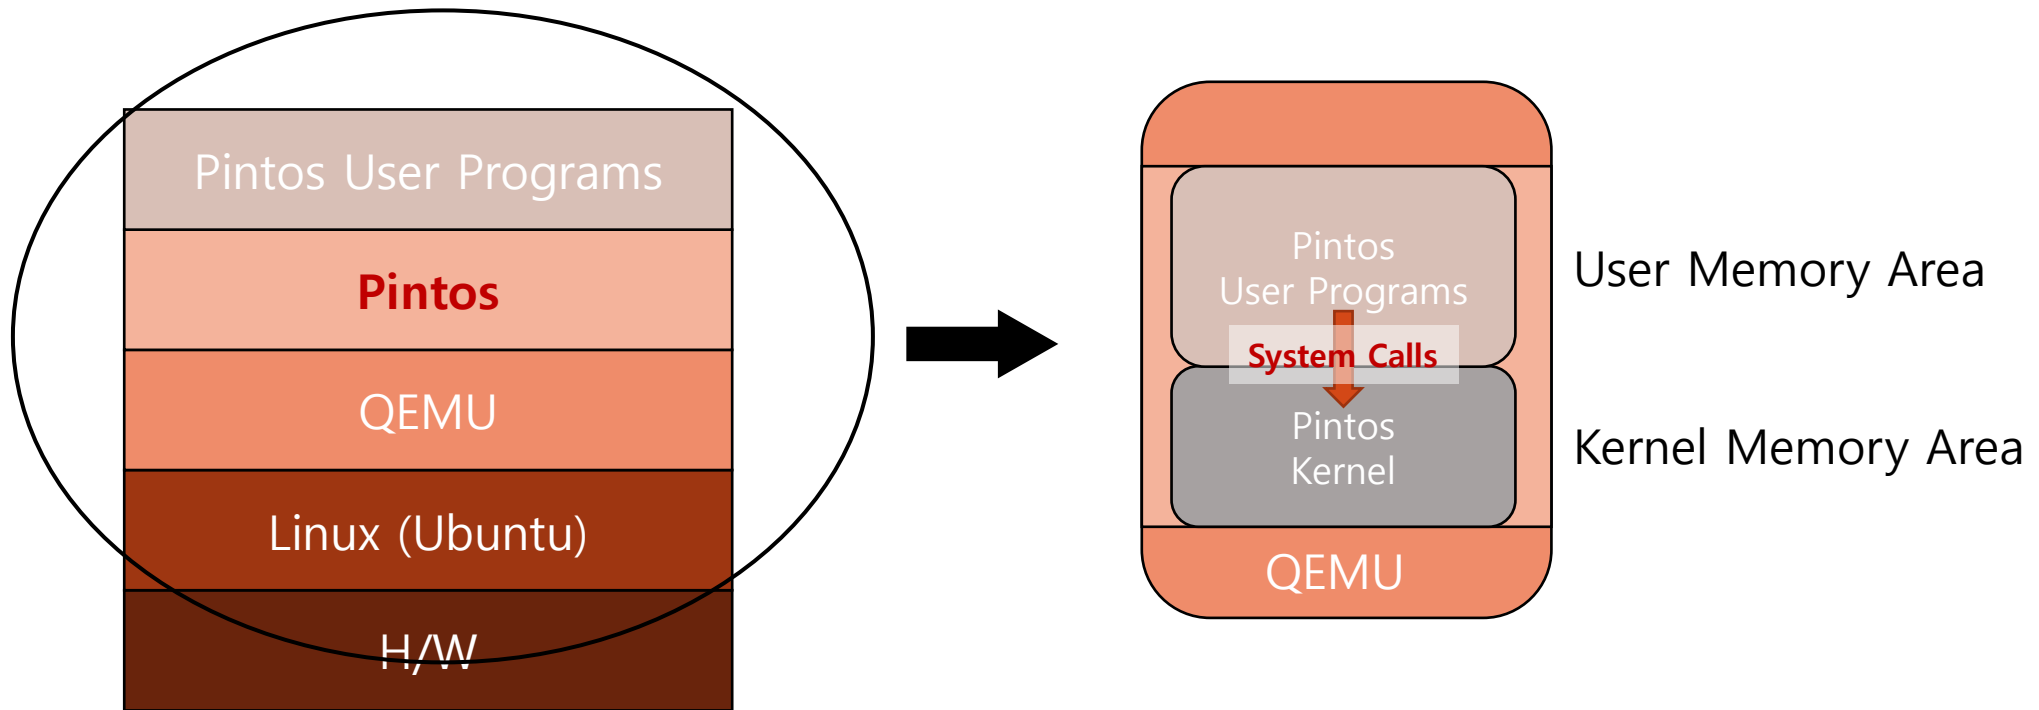 Pintos User Programs
Pintos
QEMU
Linux (Ubuntu)
H/W
Pintos
User Programs
System Calls
Pintos
Kernel
QEMU
User Memory Area
Kernel Memory Area